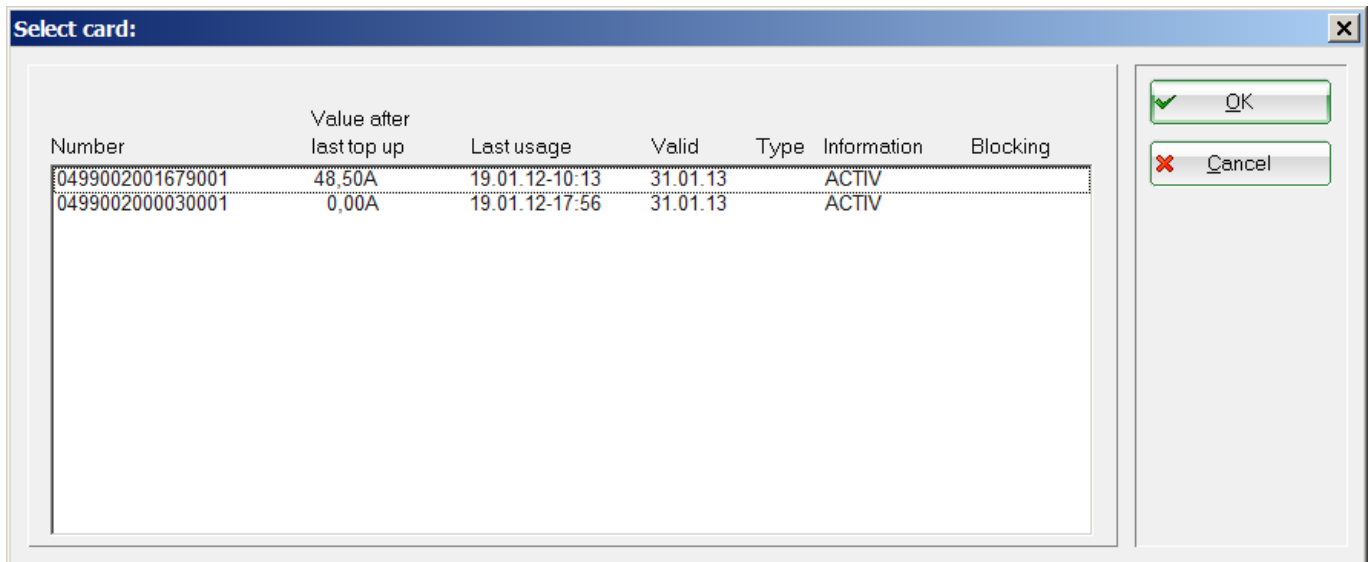 Select card:
Value after
Number last top up Last usage Valid Type Information Blocking
0499002001679001 48,50A 19.01.12-10:13 31.01.13 ACTIV
0499002000030001 0,00A 19.01.12-17:56 31.01.13 ACTIV
OK
Cancel